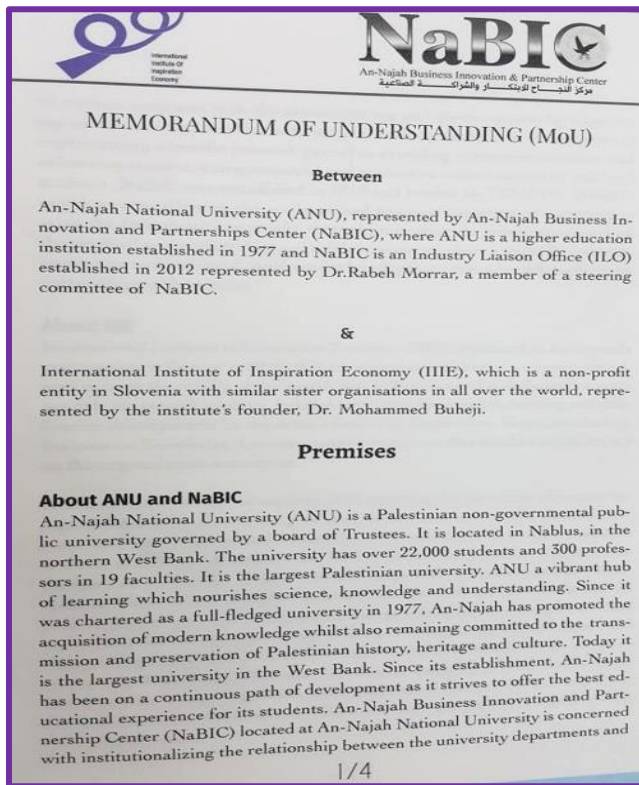 International
Institute Of
Inspiration
Economy
NaBIC
An-Najah Business Innovation & Partnership Center
مركز النجـــاح للإبتكـــار والشراكـــة الصناعية
MEMORANDUM OF UNDERSTANDING (MoU)
Between
An-Najah National University (ANU), represented by An-Najah Business In-
novation and Partnerships Center (NaBIC), where ANU is a higher education
institution established in 1977 and NaBIC is an Industry Liaison Office (ILO)
established in 2012 represented by Dr.Rabeh Morrar, a member of a steering
committee of NaBIC.
&
International Institute of Inspiration Economy (IIIE), which is a non-profit
entity in Slovenia with similar sister organisations in all over the world, repre-
sented by the institute's founder, Dr. Mohammed Buheji.
Premises
About ANU and NaBIC
An-Najah National University (ANU) is a Palestinian non-governmental pub-
lic university governed by a board of Trustees. It is located in Nablus, in the
northern West Bank. The university has over 22,000 students and 300 profes-
sors in 19 faculties. It is the largest Palestinian university. ANU a vibrant hub
of learning which nourishes science, knowledge and understanding. Since it
was chartered as a full-fledged university in 1977, An-Najah has promoted the
acquisition of modern knowledge whilst also remaining committed to the trans-
mission and preservation of Palestinian history, heritage and culture. Today it
is the largest university in the West Bank. Since its establishment, An-Najah
has been on a continuous path of development as it strives to offer the best ed-
ucational experience for its students. An-Najah Business Innovation and Part-
nership Center (NaBIC) located at An-Najah National University is concerned
with institutionalizing the relationship between the university departments and
1/4